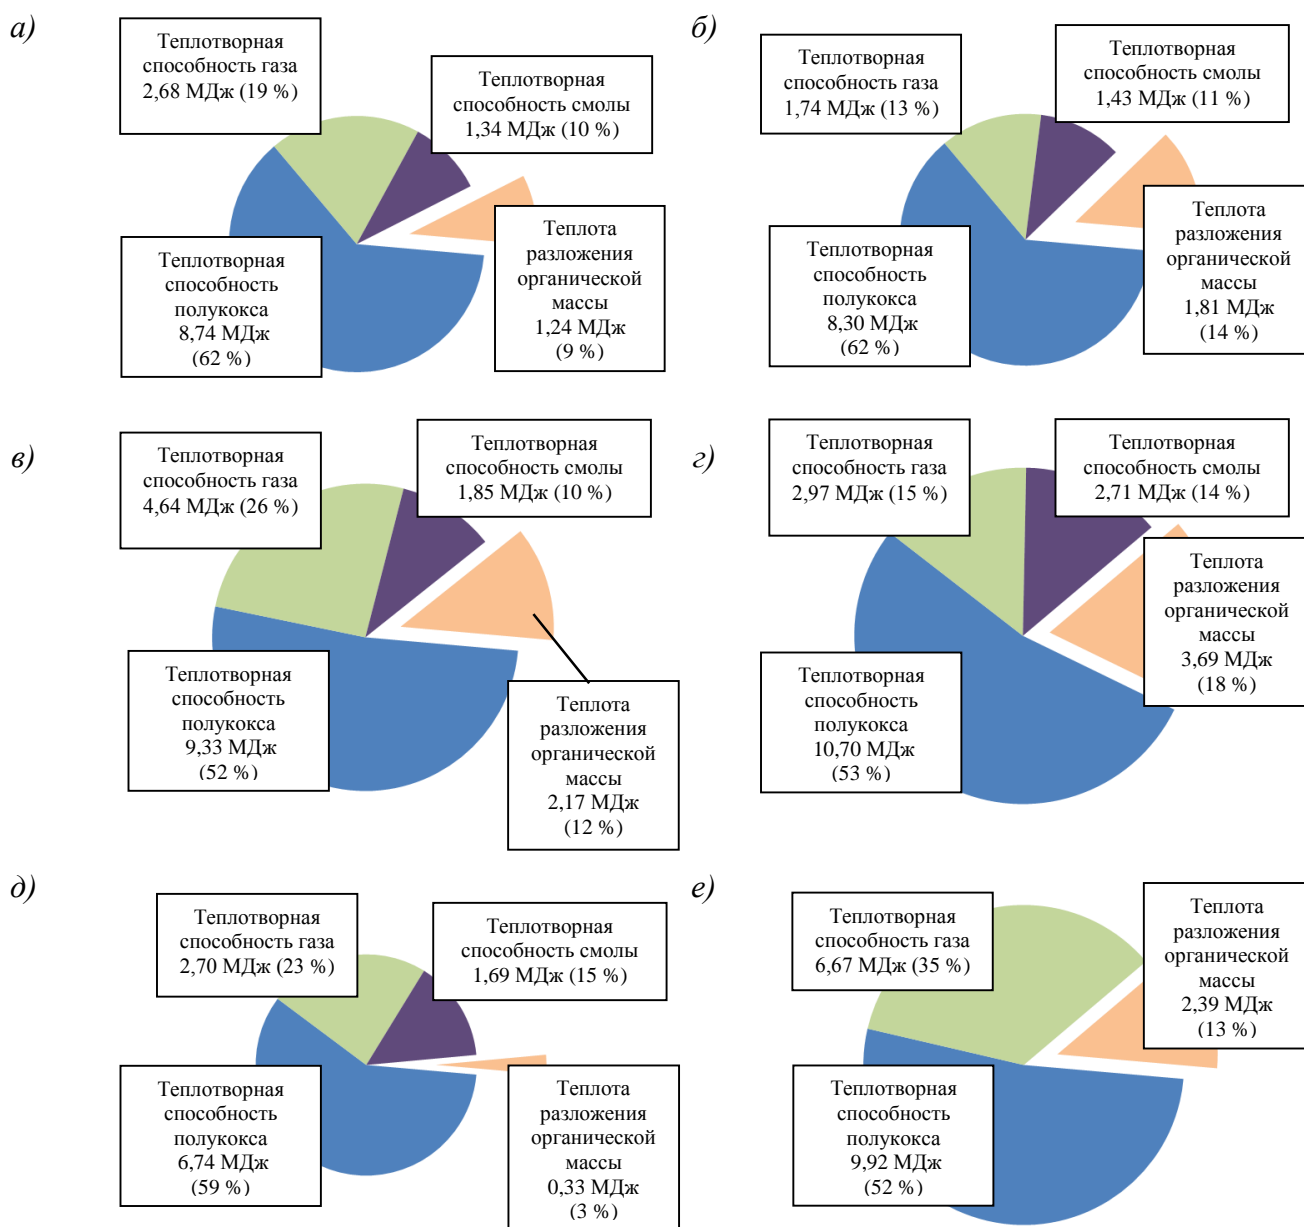 а)
Теплотворная
способность газа
2,68 МДж (19 %)
Теплотворная
способность смолы
1,34 МДж (10 %)
Теплотворная
способность
полукокса
8,74 МДж
(62 %)
Теплота
разложения
органической
массы
1,24 МДж
(9 %)
б)
Теплотворная
способность газа
1,74 МДж (13 %)
Теплотворная
способность смолы
1,43 МДж (11 %)
Теплотворная
способность
полукокса
8,30 МДж
(62 %)
Теплота
разложения
органической
массы
1,81 МДж
(14 %)
в)
Теплотворная
способность газа
4,64 МДж (26 %)
Теплотворная
способность смолы
1,85 МДж (10 %)
Теплотворная
способность
полукокса
9,33 МДж
(52 %)
Теплота
разложения
органической
массы
2,17 МДж
(12 %)
г)
Теплотворная
способность газа
2,97 МДж (15 %)
Теплотворная
способность смолы
2,71 МДж (14 %)
Теплотворная
способность
полукокса
10,70 МДж
(53 %)
Теплота
разложения
органической
массы
3,69 МДж
(18 %)
д)
Теплотворная
способность газа
2,70 МДж (23 %)
Теплотворная
способность смолы
1,69 МДж (15 %)
Теплотворная
способность
полукокса
6,74 МДж
(59 %)
Теплота
разложения
органической
массы
0,33 МДж
(3 %)
е)
Теплотворная
способность газа
6,67 МДж (35 %)
Теплота
разложения
органической
массы
2,39 МДж
(13 %)
Теплотворная
способность
полукокса
9,92 МДж
(52 %)